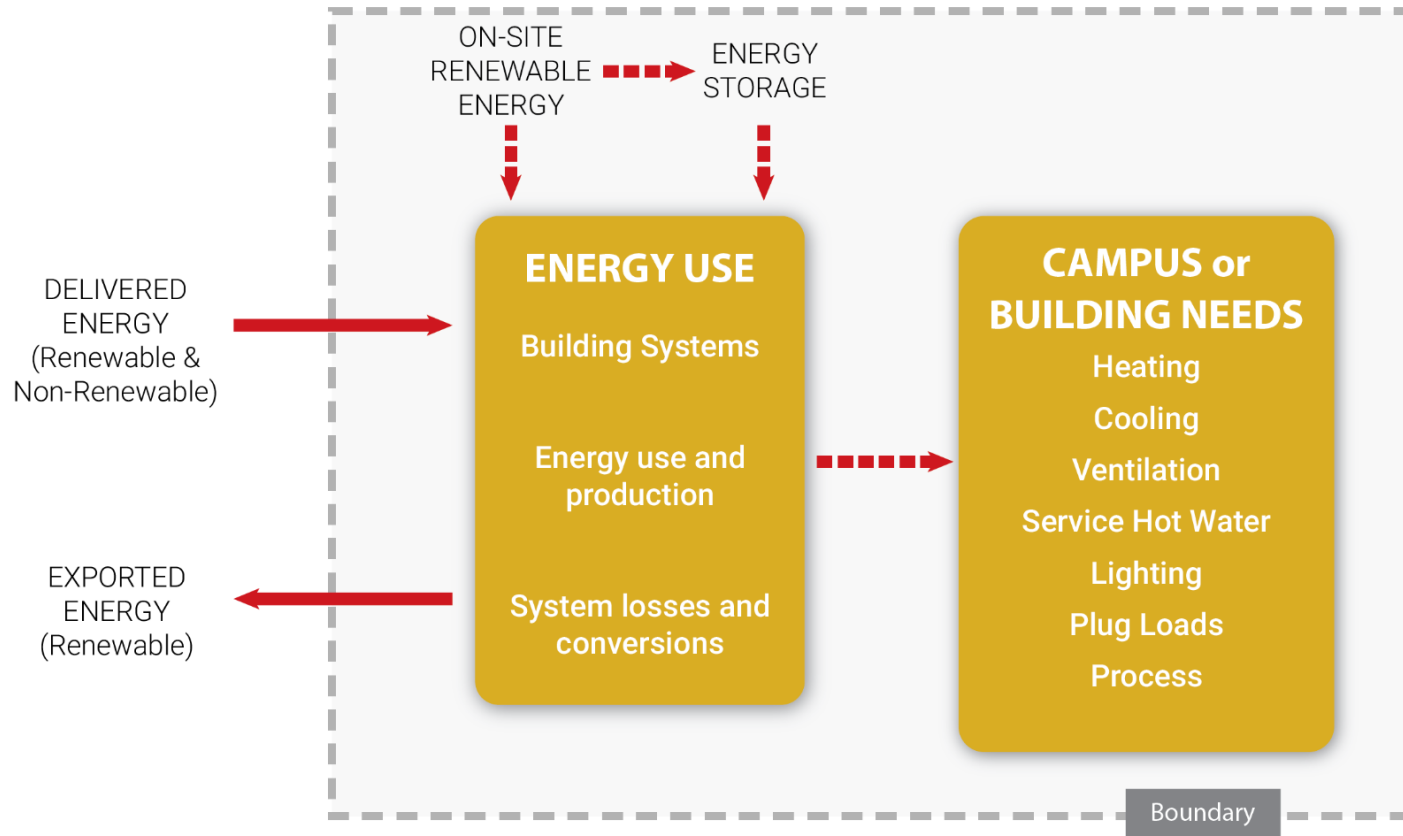 ON-SITE
RENEWABLE
ENERGY
ENERGY
STORAGE
DELIVERED
ENERGY
(Renewable &
Non-Renewable)
EXPORTED
ENERGY
(Renewable)
ENERGY USE
Building Systems
Energy use and
production
System losses and
conversions
CAMPUS or
BUILDING NEEDS
Heating
Cooling
Ventilation
Service Hot Water
Lighting
Plug Loads
Process
Boundary